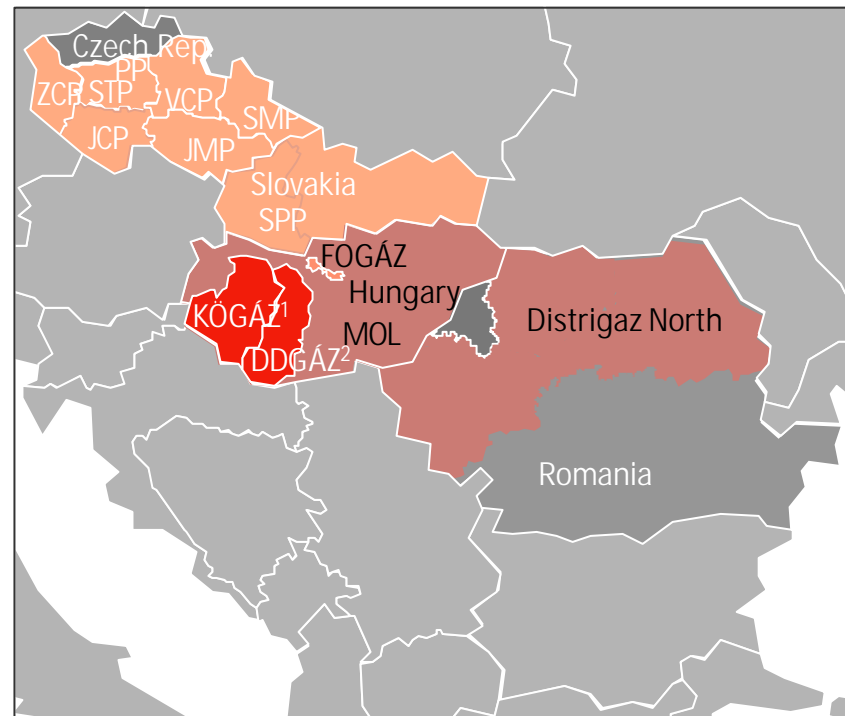 Czech Rep.
PP
ZCP STP VCP
SMP
JCP JMP
Slovakia
SPP
FOGÁZ
Hungary
KÖGÁZ¹ MOL Distrigaz North
DDGÁZ²
Romania